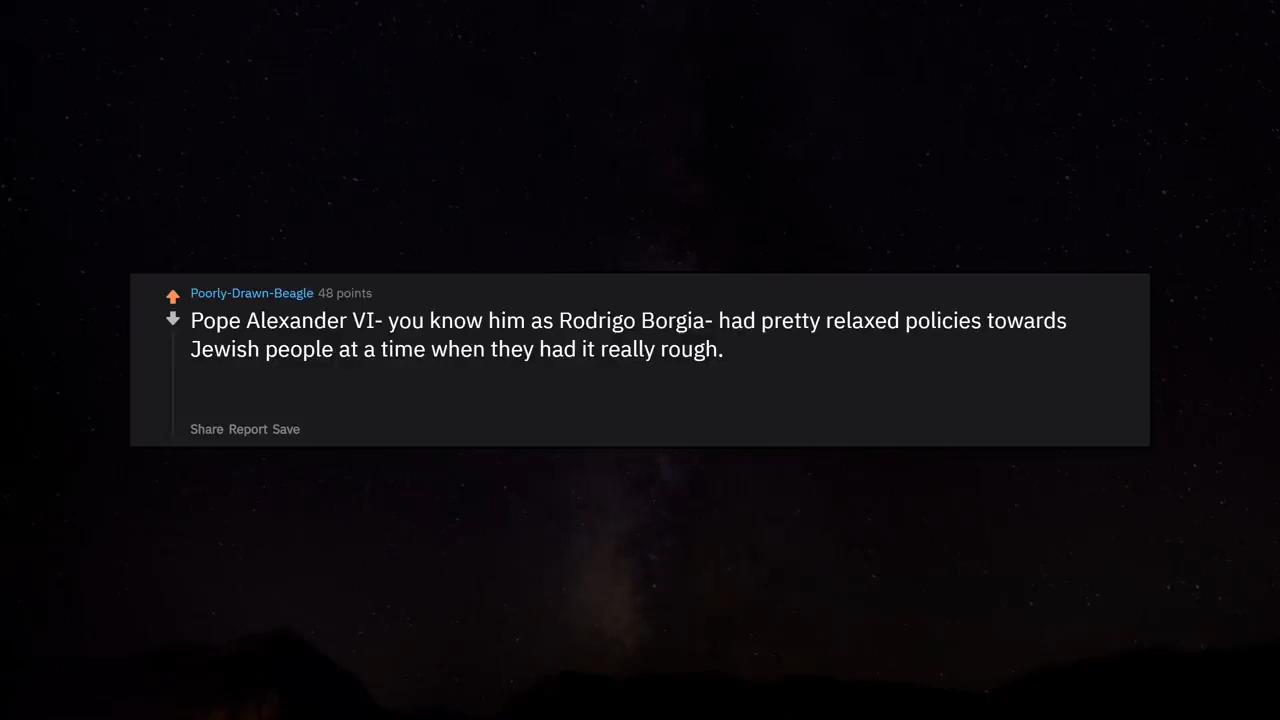 Poorly-Drawn-Beagle 48 points
Pope Alexander VI- you know him as Rodrigo Borgia- had pretty relaxed policies towards
Jewish people at a time when they had it really rough.
Share Report Save